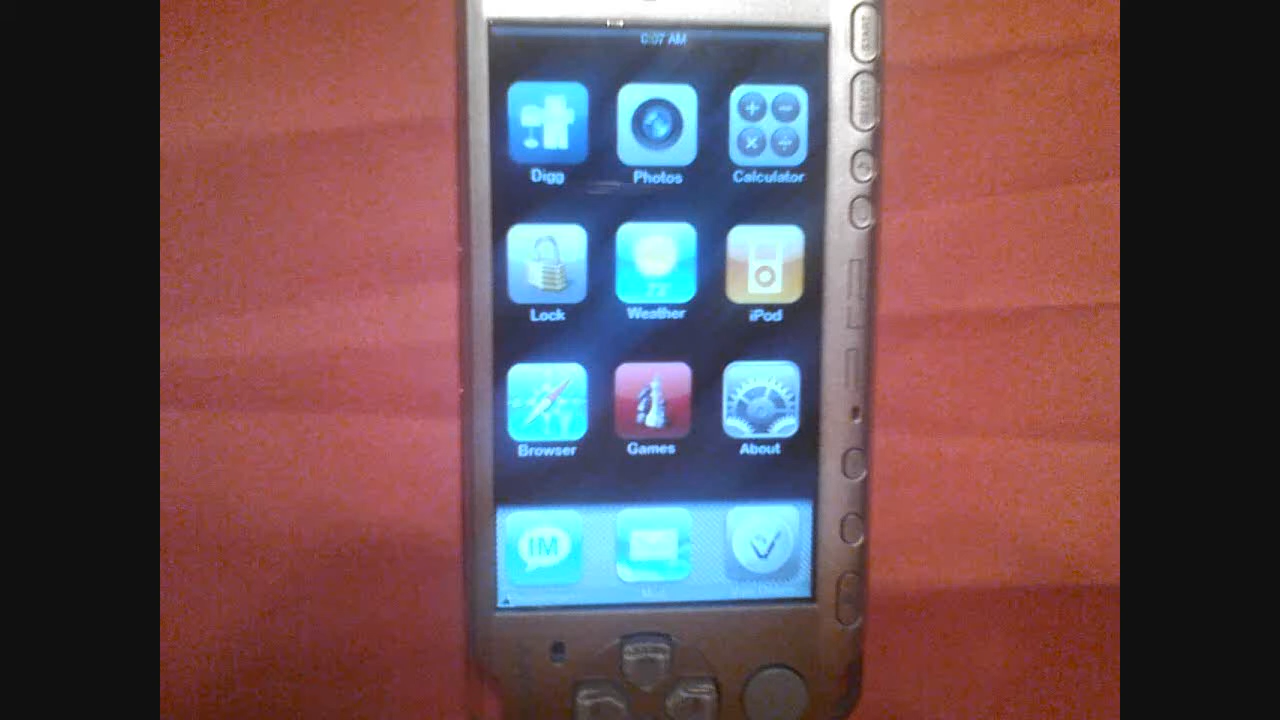 Digg
Photos
Calculator
Lock
Weather
iPod
Browser
Games
About
IM